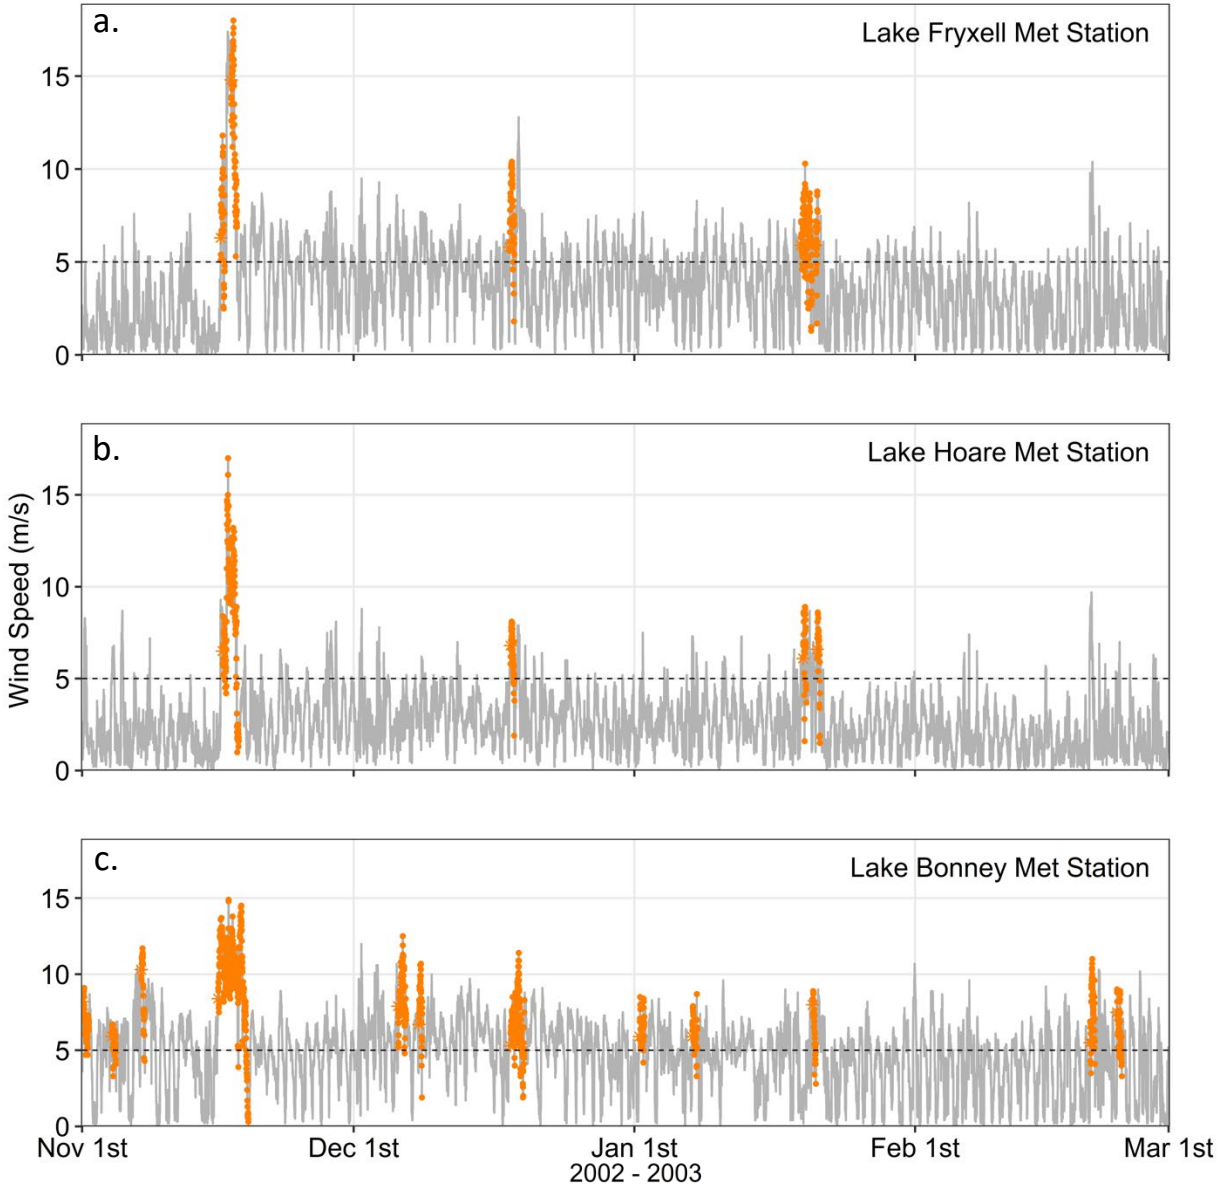 a.
Lake Fryxell Met Station
15
10
5
0
b.
Lake Hoare Met Station
15
10
5
0
Wind Speed (m/s)
c.
Lake Bonney Met Station
15
10
5
0
Nov 1st Dec 1st Jan 1st Feb 1st Mar 1st
2002 - 2003